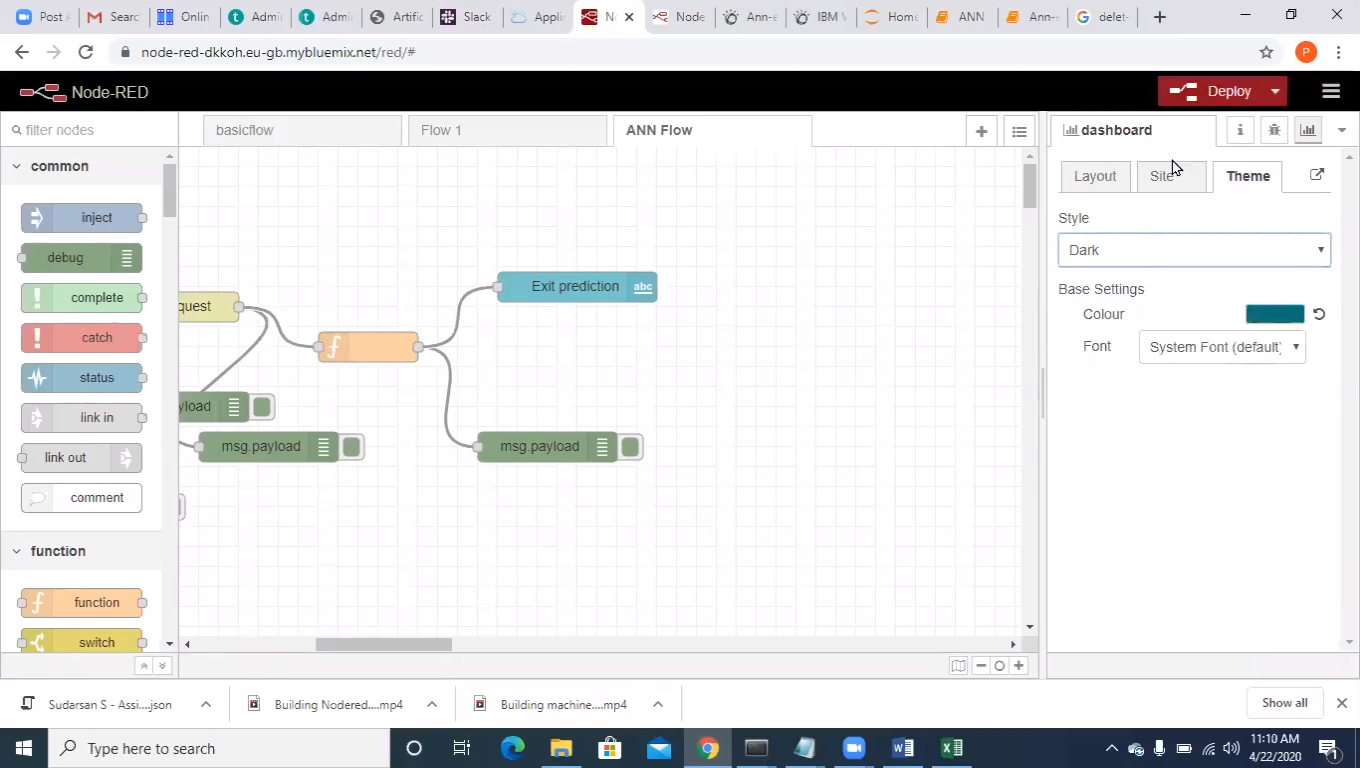 Post A
Searc
Onlin
Admi
Admi
Artific
Slack
Appli
N
Node
Ann-e
IBM W
Home
ANN
Ann-
delet
node-red-dkkoh.eu-gb.mybluemix.net/red/#
P
Node-RED
Deploy
filter nodes
basicflow
Flow 1
ANN Flow
dashboard
i
common
Layout
Site
Theme
inject
Style
debug
Dark
complete
Exit prediction
abc
Base Settings
quest
Colour
catch
f
Font
System Font (default)
status
yload
link in
msg.payload
msg.payload
link out
comment
function
f
function
switch
Sudarsan S - Assi....json
Building Nodered....mp4
Building machine....mp4
Show all
Type here to search
11:10 AM
4/22/2020
1